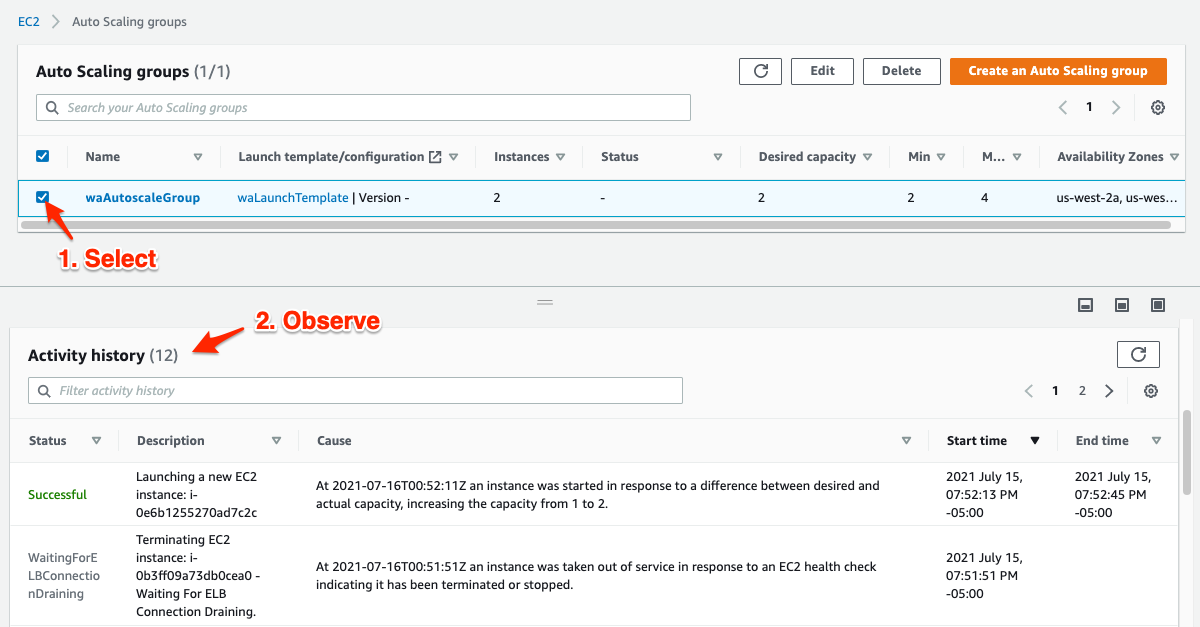 EC2 > Auto Scaling groups
Auto Scaling groups (1/1)
Edit
Delete
Create an Auto Scaling group
Search your Auto Scaling groups
1
Name Launch template/configuration Instances Status Desired capacity Min M... Availability Zones
waAutoscaleGroup waLaunchTemplate | Version - 2 - 2 2 4 us-west-2a, us-wes...
1. Select
2. Observe
Activity history (12)
Filter activity history
1 2
Status Description Cause Start time End time
Successful
Launching a new EC2
instance: i-
0e6b1255270ad7c2c
At 2021-07-16T00:52:11Z an instance was started in response to a difference between desired and
actual capacity, increasing the capacity from 1 to 2.
2021 July 15,
07:52:13 PM
-05:00
2021 July 15,
07:52:45 PM
-05:00
WaitingForE
LBConnectio
nDraining
Terminating EC2
instance: i-
0b3ff09a73db0cea0 -
Waiting For ELB
Connection Draining.
At 2021-07-16T00:51:51Z an instance was taken out of service in response to an EC2 health check
indicating it has been terminated or stopped.
2021 July 15,
07:51:51 PM
-05:00